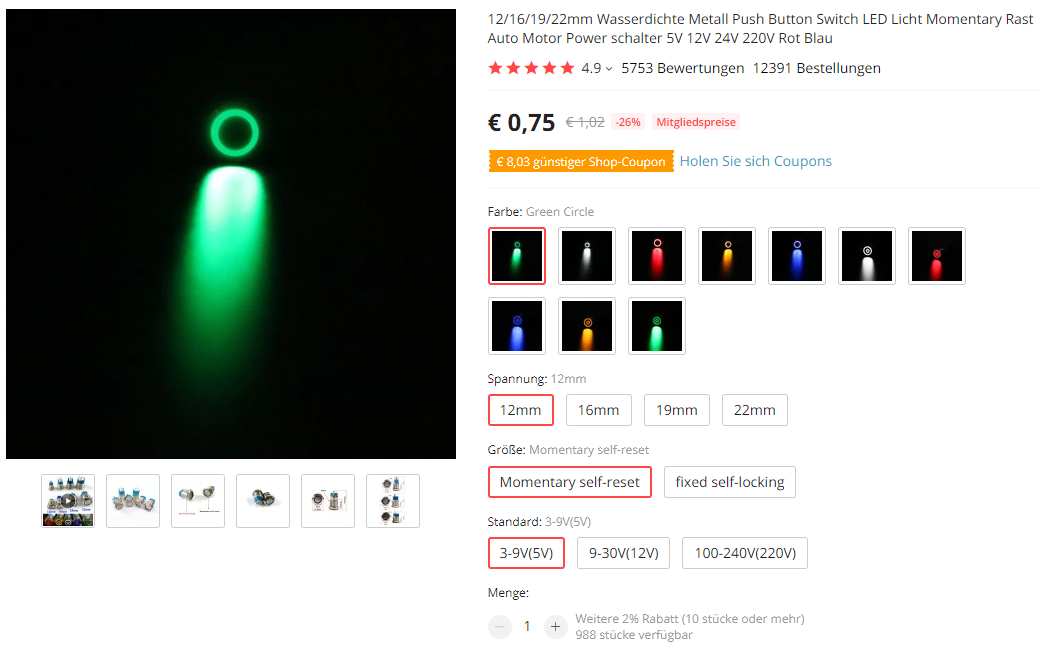 12/16/19/22mm Wasserdichte Metall Push Button Switch LED Licht Momentary Rast
Auto Motor Power schalter 5V 12V 24V 220V Rot Blau
4.9 5753 Bewertungen 12391 Bestellungen
€ 0,75 € 1,02 -26% Mitgliedspreise
€ 8,03 günstiger Shop-Coupon Holen Sie sich Coupons
Farbe: Green Circle
Spannung: 12mm
12mm 16mm 19mm 22mm
Größe: Momentary self-reset
Momentary self-reset fixed self-locking
Standard: 3-9V(5V)
3-9V(5V) 9-30V(12V) 100-240V(220V)
Menge:
− 1 + Weitere 2% Rabatt (10 stücke oder mehr)
988 stücke verfügbar